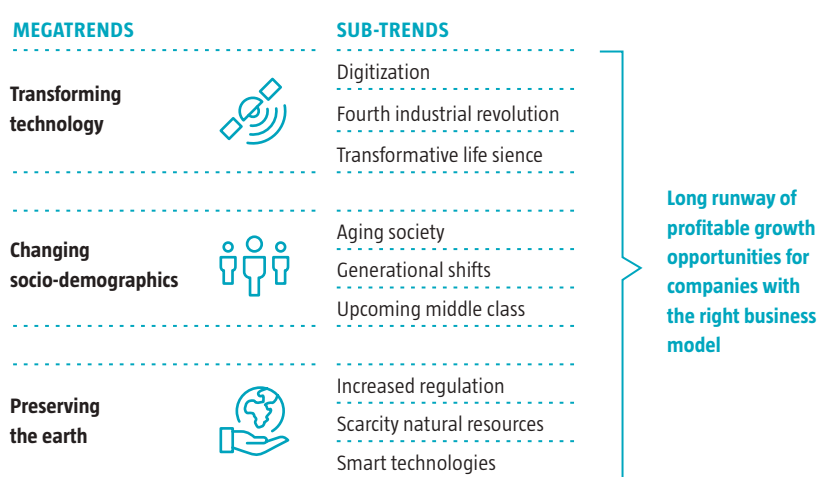 MEGATRENDS
SUB-TRENDS
Transforming
technology
Digitization
Fourth industrial revolution
Transformative life sience
Changing
socio-demographics
Aging society
Generational shifts
Upcoming middle class
Preserving
the earth
Increased regulation
Scarcity natural resources
Smart technologies
Long runway of
profitable growth
opportunities for
companies with
the right business
model